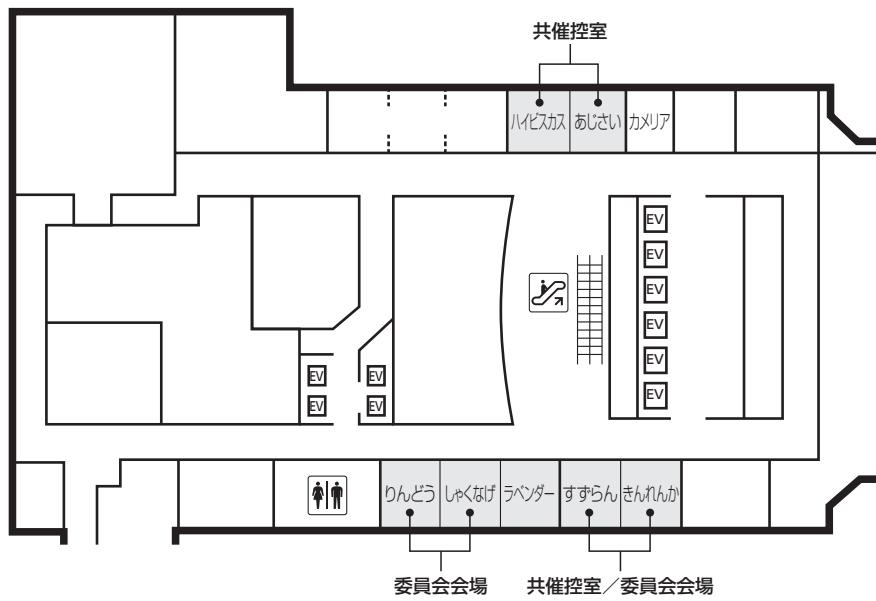 共催控室
ハイビスカス
あじさい
カメリア
EV
EV
EV
EV
EV
EV
EV
EV
EV
EV
りんどう
しゃくなげ
ラベンダー
すずらん
きんれんか
委員会会場
共催控室／委員会会場